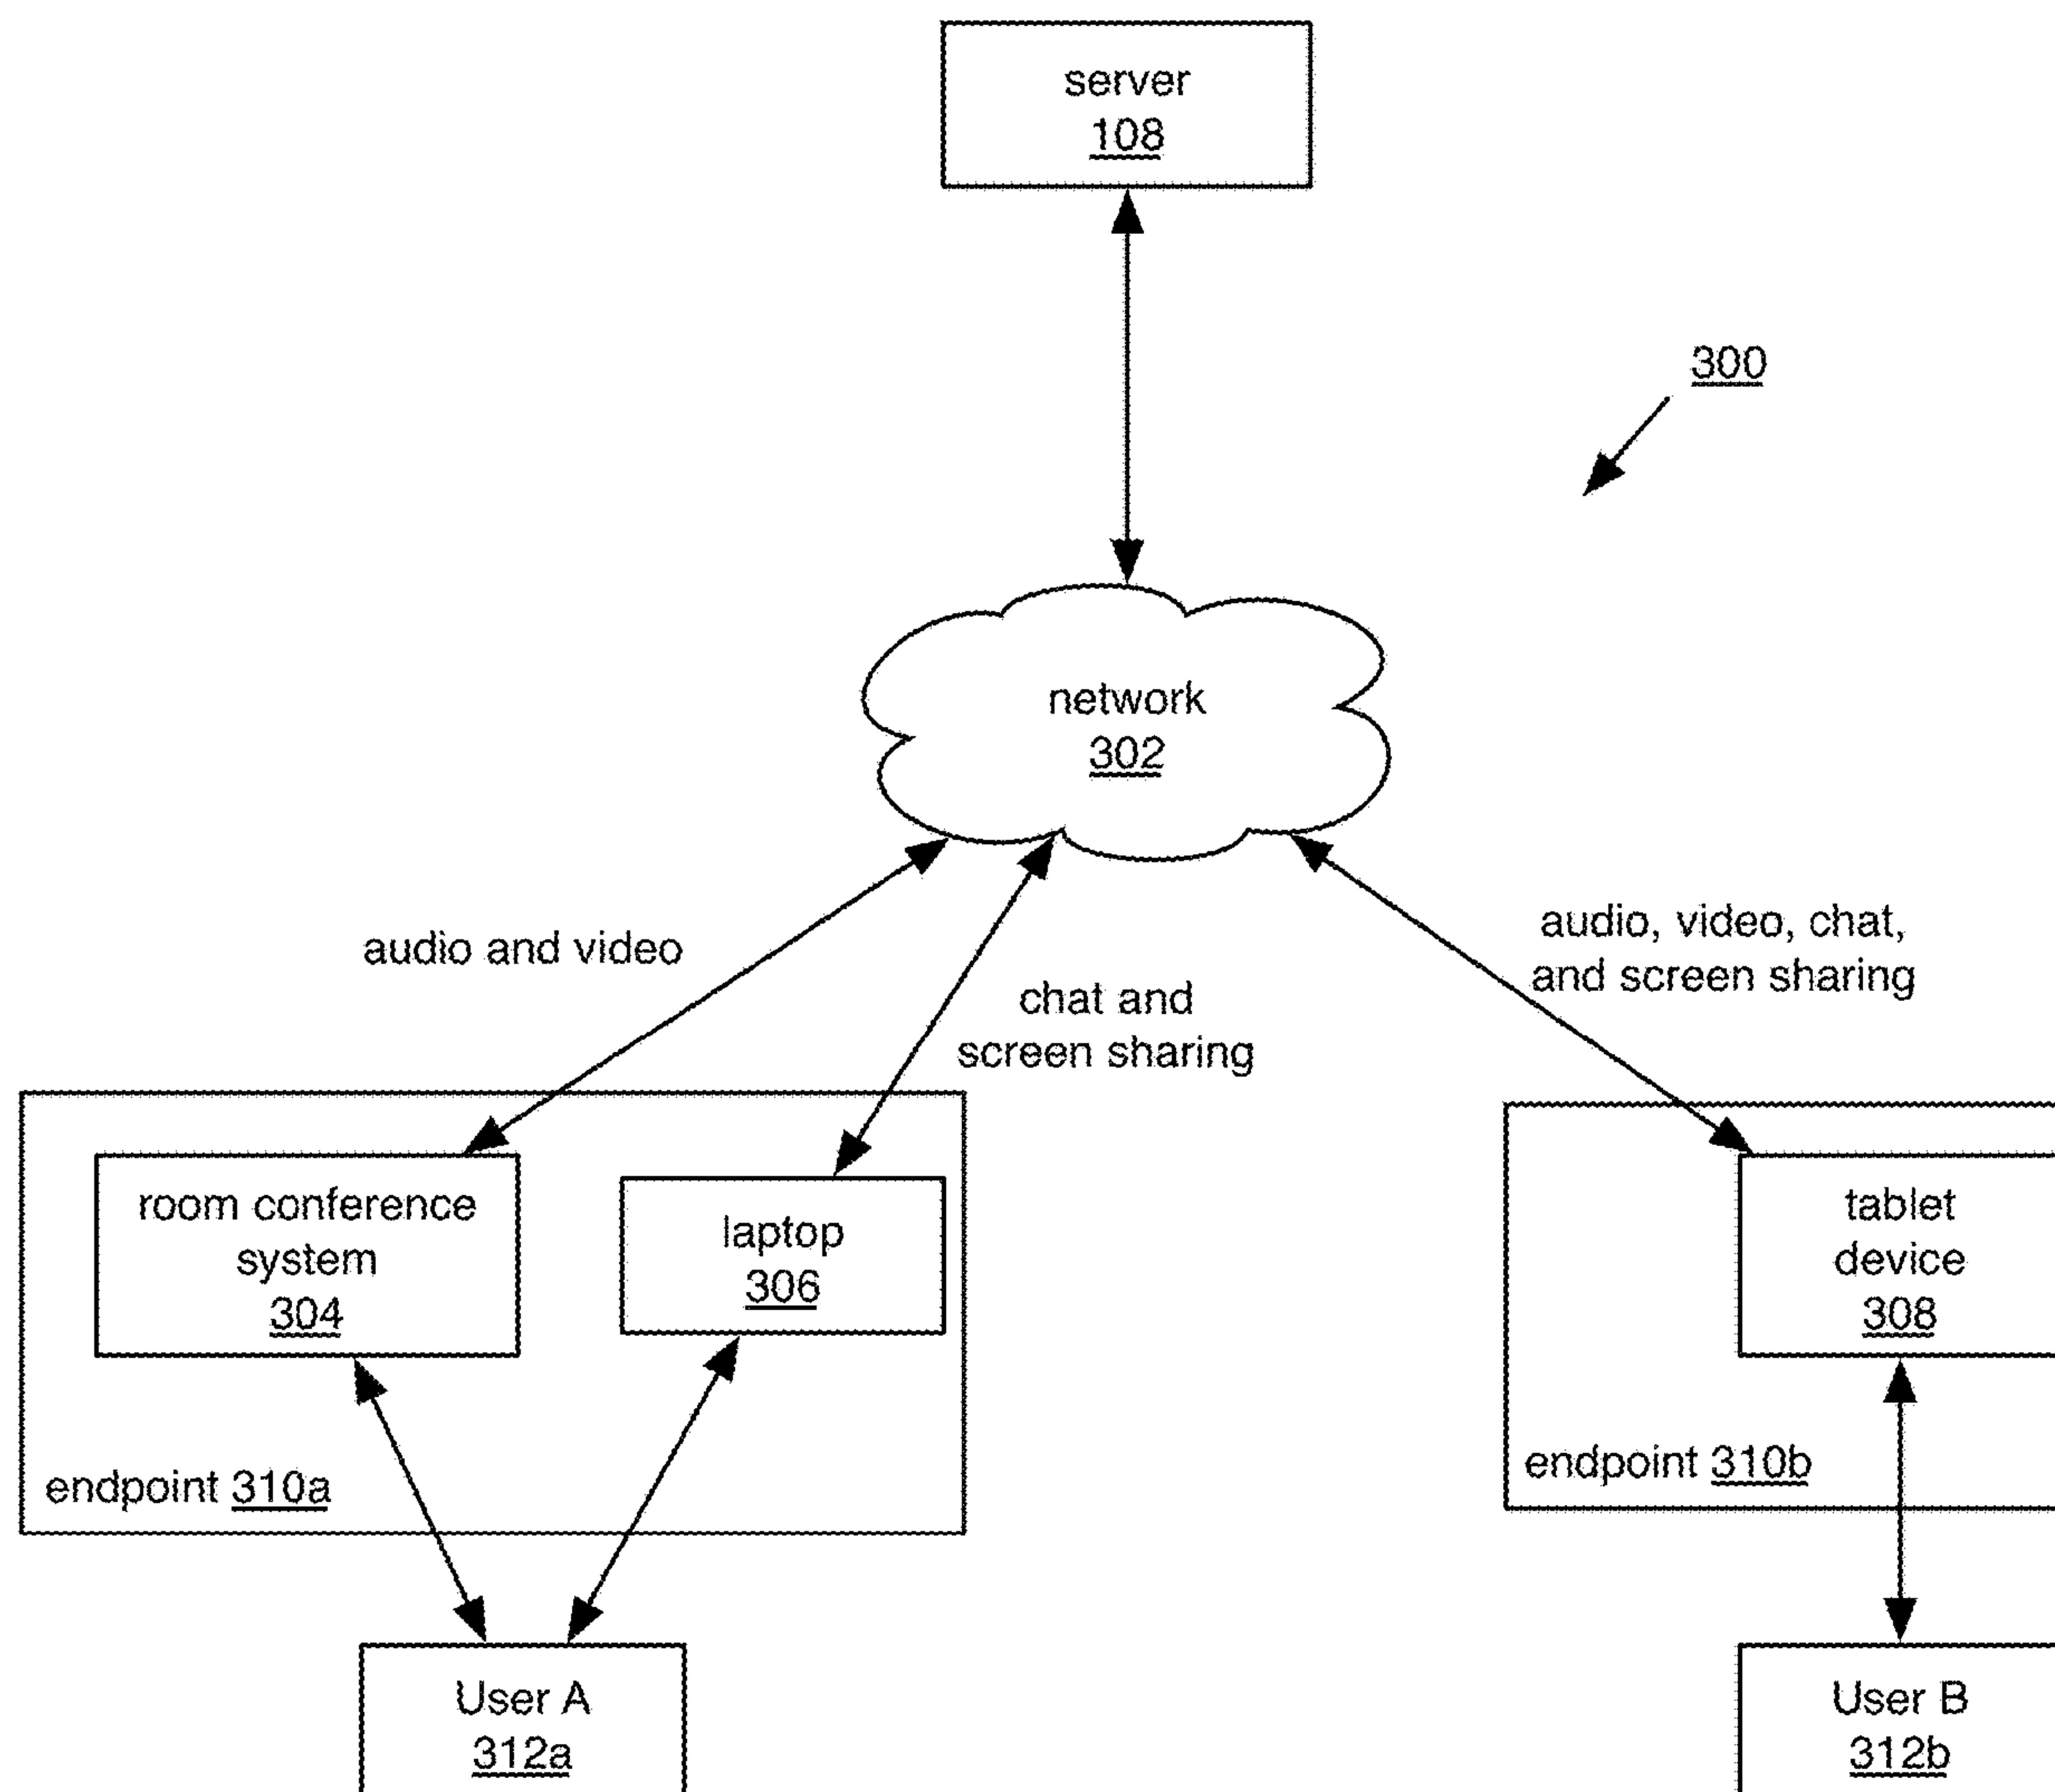 server
108
300
network
302
audio and video
chat and
screen sharing
audio, video, chat,
and screen sharing
room conference
system
304
laptop
306
tablet
device
308
endpoint 310a
endpoint 310b
User A
312a
User B
312b